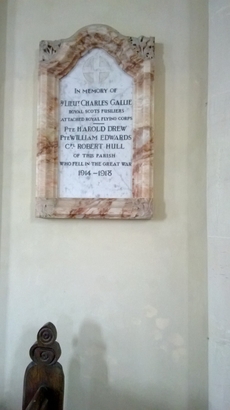 IN MEMORY OF
2ND LIEUT CHARLES GALLIE
ROYAL SCOTS FUSILIERS
ATTACHED ROYAL FLYING CORPS
PTE HAROLD DREW
PTE WILLIAM EDWARDS
CPL ROBERT HULL
OF THIS PARISH
WHO FELL IN THE GREAT WAR
1914–1918